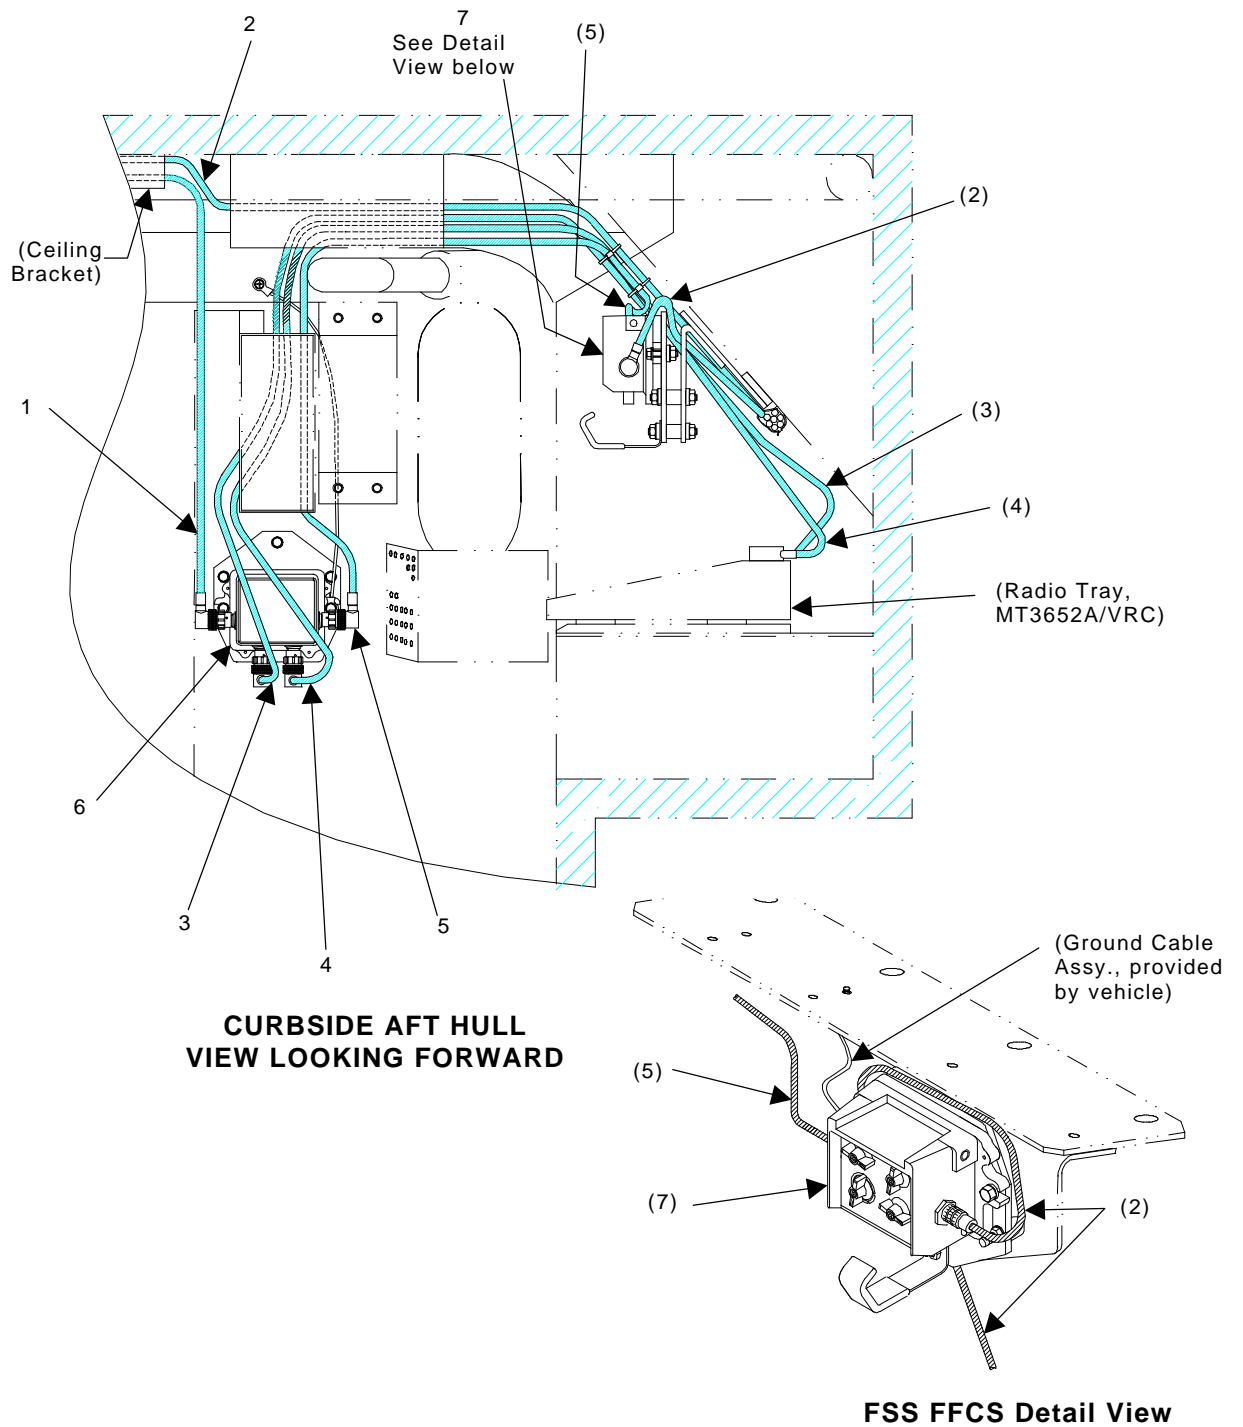 2
7
See Detail
View below
(5)
(2)
(Ceiling
Bracket)
1
(3)
(4)
(Radio Tray,
MT3652A/VRC)
6
3
4
5
CURBSIDE AFT HULL
VIEW LOOKING FORWARD
(Ground Cable
Assy., provided
by vehicle)
(5)
(7)
(2)
FSS FFCS Detail View